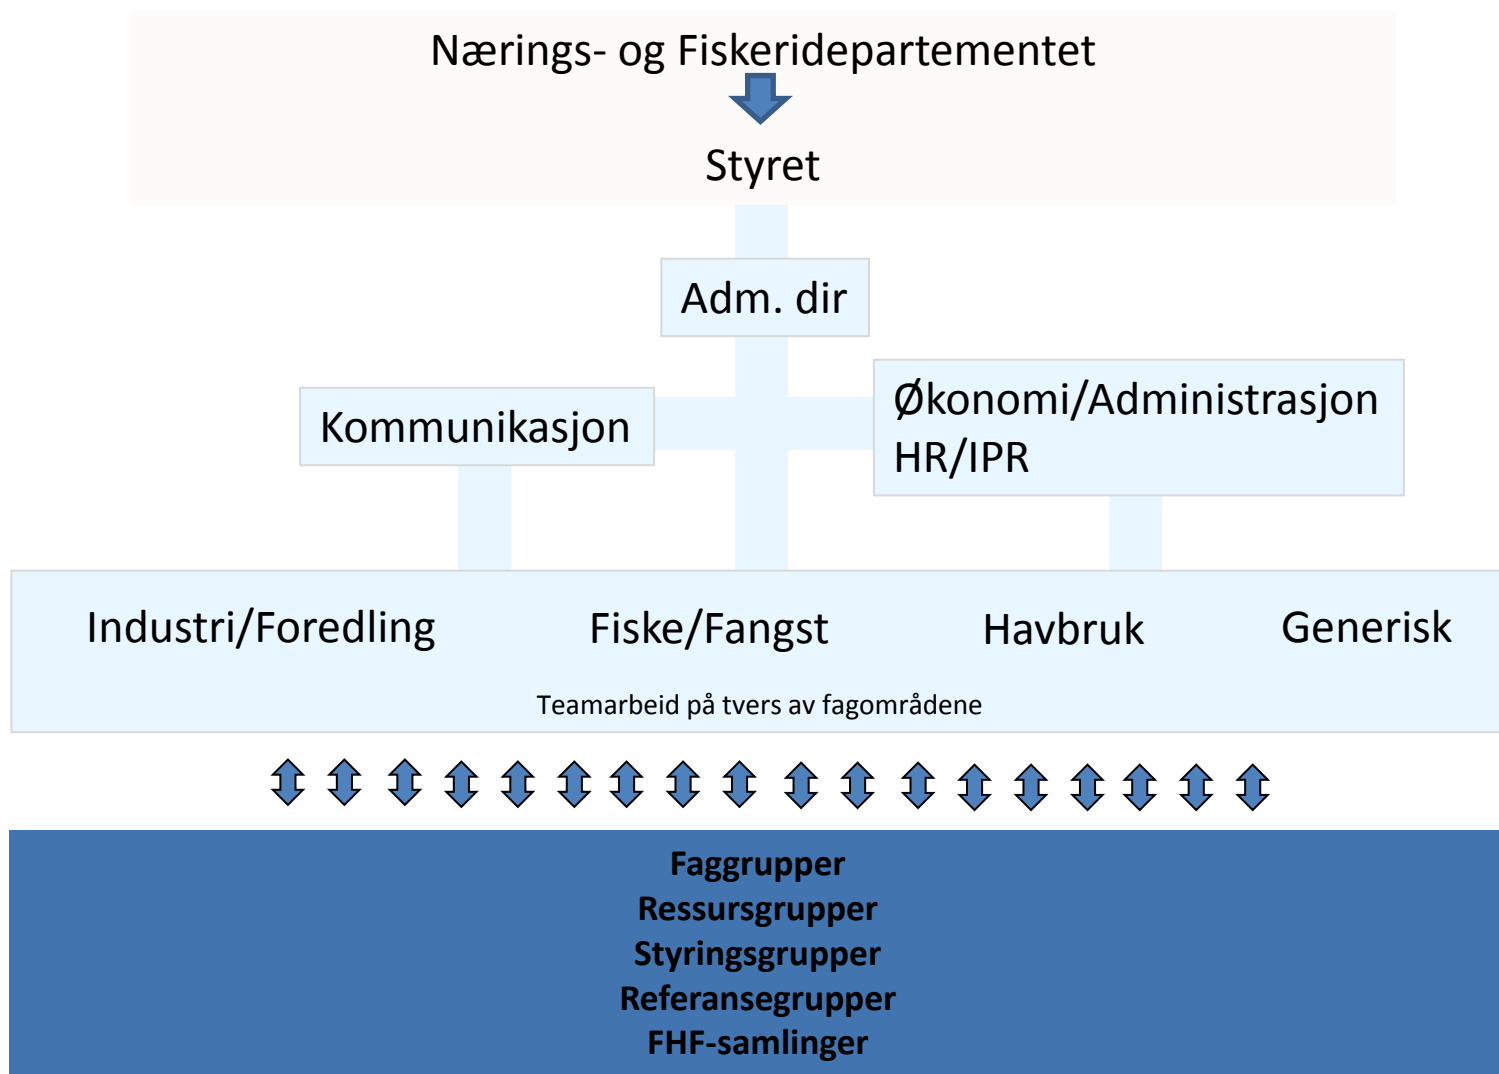 Nærings- og Fiskeridepartementet
Styret
Adm. dir
Kommunikasjon
Økonomi/Administrasjon
HR/IPR
Industri/Foredling
Fiske/Fangst
Havbruk
Generisk
Teamarbeid på tvers av fagområdene
Faggrupper
Ressursgrupper
Styringsgrupper
Referansegrupper
FHF-samlinger